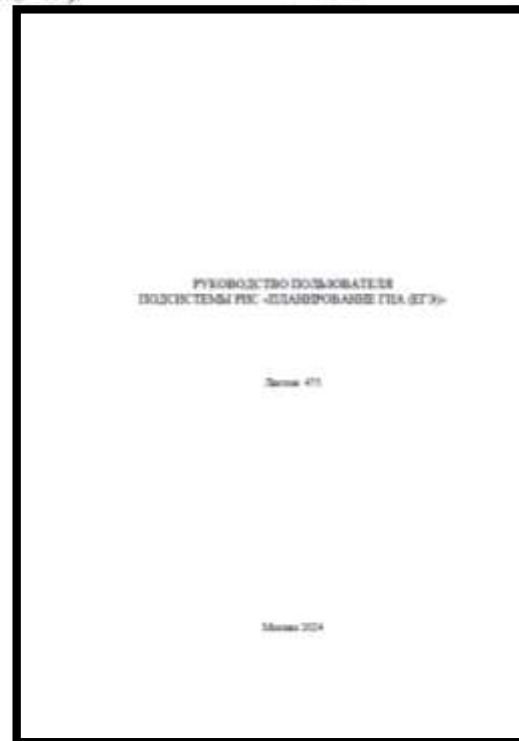 РУКОВОДСТВО ПОЛЬЗОВАТЕЛЯ
ПОДСИСТЕМЫ РИС «ПЛАНИРОВАНИЕ ГИА (ЕГЭ)»
Листов
Москва 2024